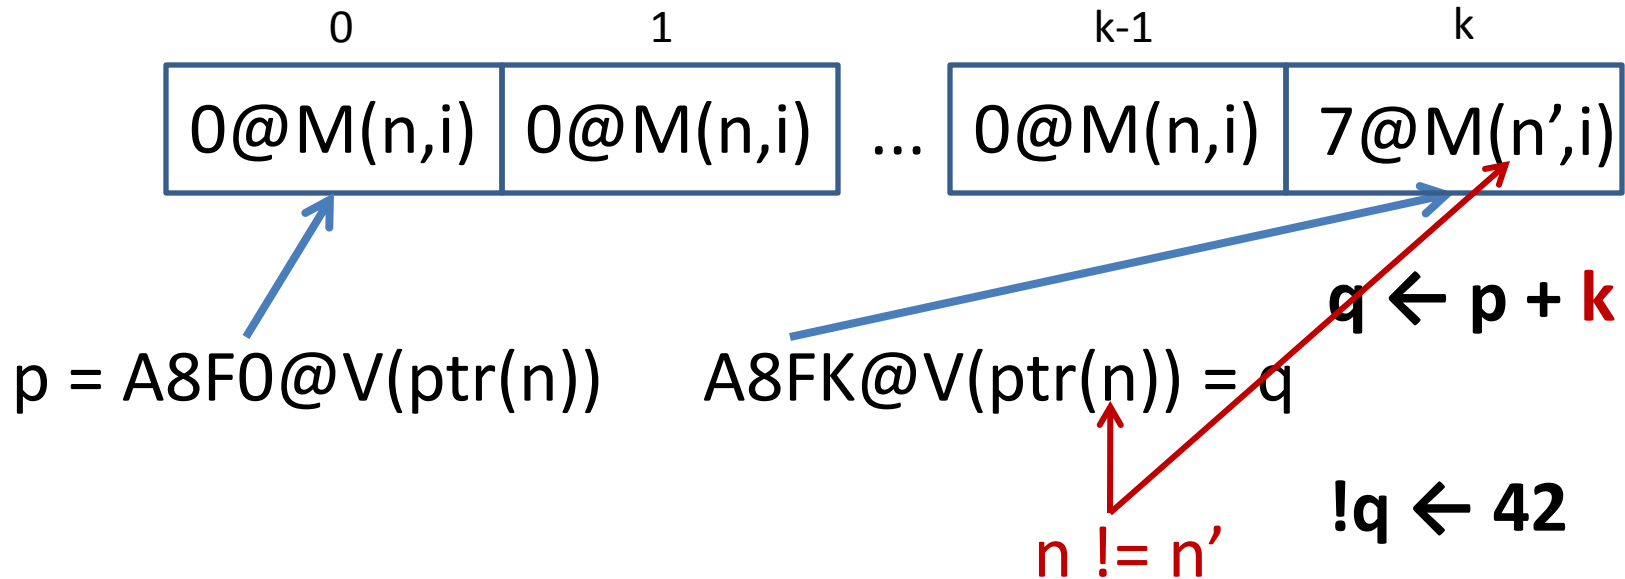 0 1 k-1 k
0@M(n,i) 0@M(n,i) ... 0@M(n,i) 7@M(n',i)
q ← p + k
p = A8F0@V(ptr(n)) A8FK@V(ptr(n)) = q
!q ← 42
n != n'